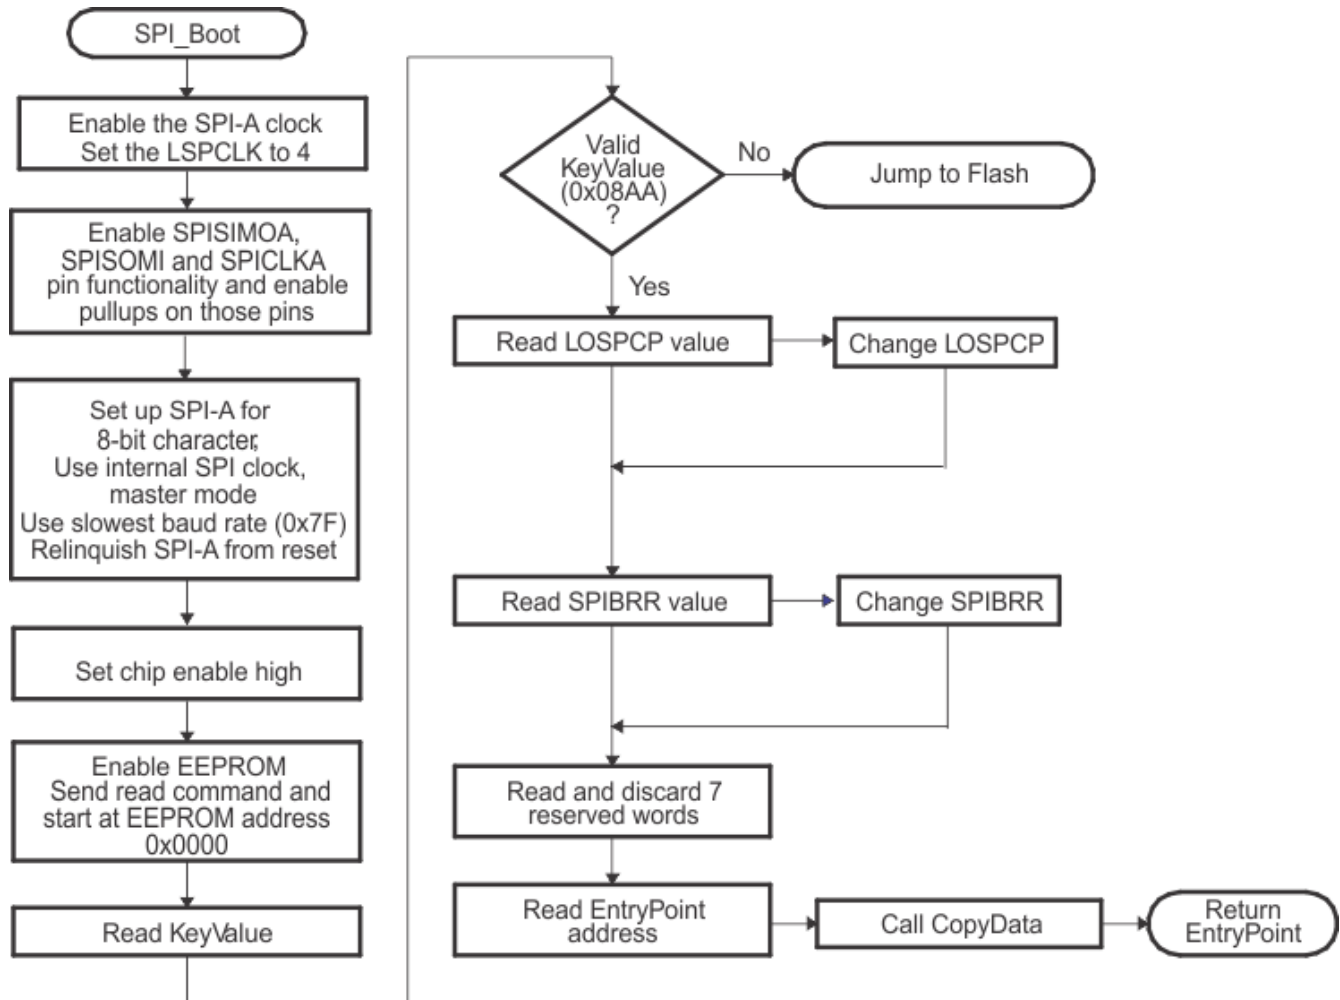 SPI_Boot
Enable the SPI-A clock
Set the LSPCLK to 4
Enable SPISIMOA,
SPISOMI and SPICLKA
pin functionality and enable
pullups on those pins
Set up SPI-A for
8-bit character,
Use internal SPI clock,
master mode
Use slowest baud rate (0x7F)
Relinquish SPI-A from reset
Set chip enable high
Enable EEPROM
Send read command and
start at EEPROM address
0x0000
Read KeyValue
Valid
KeyValue
(0x08AA)
?
No
Jump to Flash
Yes
Read LOSPCP value
Change LOSPCP
Read SPIBRR value
Change SPIBRR
Read and discard 7
reserved words
Read EntryPoint
address
Call CopyData
Return
EntryPoint